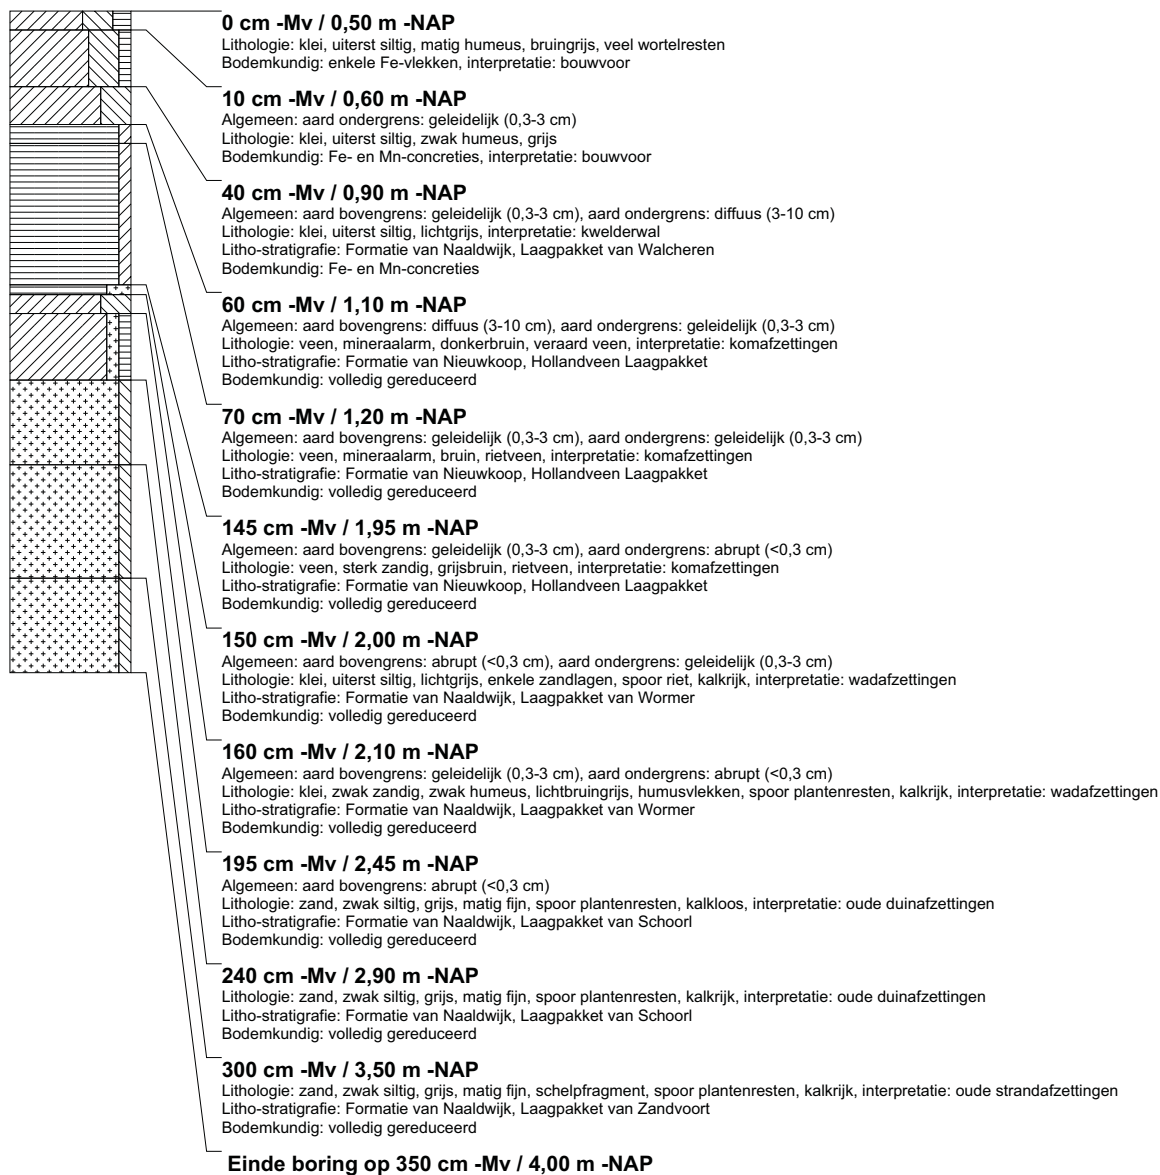 0 cm -Mv / 0,50 m -NAP
Lithologie: klei, uiterst siltig, matig humeus, bruingrijs, veel wortelresten
Bodemkundig: enkele Fe-vlekken, interpretatie: bouwvoor
10 cm -Mv / 0,60 m -NAP
Algemeen: aard ondergrens: geleidelijk (0,3-3 cm)
Lithologie: klei, uiterst siltig, zwak humeus, grijs
Bodemkundig: Fe- en Mn-concreties, interpretatie: bouwvoor
40 cm -Mv / 0,90 m -NAP
Algemeen: aard bovengrens: geleidelijk (0,3-3 cm), aard ondergrens: diffuus (3-10 cm)
Lithologie: klei, uiterst siltig, lichtgrijs, interpretatie: kwelderwal
Litho-stratigrafie: Formatie van Naaldwijk, Laagpakket van Walcheren
Bodemkundig: Fe- en Mn-concreties
60 cm -Mv / 1,10 m -NAP
Algemeen: aard bovengrens: diffuus (3-10 cm), aard ondergrens: geleidelijk (0,3-3 cm)
Lithologie: veen, mineraalarm, donkerbruin, veraard veen, interpretatie: komafzettingen
Litho-stratigrafie: Formatie van Nieuwkoop, Hollandveen Laagpakket
Bodemkundig: volledig gereduceerd
70 cm -Mv / 1,20 m -NAP
Algemeen: aard bovengrens: geleidelijk (0,3-3 cm), aard ondergrens: geleidelijk (0,3-3 cm)
Lithologie: veen, mineraalarm, bruin, rietveen, interpretatie: komafzettingen
Litho-stratigrafie: Formatie van Nieuwkoop, Hollandveen Laagpakket
Bodemkundig: volledig gereduceerd
145 cm -Mv / 1,95 m -NAP
Algemeen: aard bovengrens: geleidelijk (0,3-3 cm), aard ondergrens: abrupt (<0,3 cm)
Lithologie: veen, sterk zandig, grijsbruin, rietveen, interpretatie: komafzettingen
Litho-stratigrafie: Formatie van Nieuwkoop, Hollandveen Laagpakket
Bodemkundig: volledig gereduceerd
150 cm -Mv / 2,00 m -NAP
Algemeen: aard bovengrens: abrupt (<0,3 cm), aard ondergrens: geleidelijk (0,3-3 cm)
Lithologie: klei, uiterst siltig, lichtgrijs, enkele zandlagen, spoor riet, kalkrijk, interpretatie: wadafzettingen
Litho-stratigrafie: Formatie van Naaldwijk, Laagpakket van Wormer
Bodemkundig: volledig gereduceerd
160 cm -Mv / 2,10 m -NAP
Algemeen: aard bovengrens: geleidelijk (0,3-3 cm), aard ondergrens: abrupt (<0,3 cm)
Lithologie: klei, zwak zandig, zwak humeus, lichtbruingrijs, humusvlekken, spoor plantenresten, kalkrijk, interpretatie: wadafzettingen
Litho-stratigrafie: Formatie van Naaldwijk, Laagpakket van Wormer
Bodemkundig: volledig gereduceerd
195 cm -Mv / 2,45 m -NAP
Algemeen: aard bovengrens: abrupt (<0,3 cm)
Lithologie: zand, zwak siltig, grijs, matig fijn, spoor plantenresten, kalkloos, interpretatie: oude duinafzettingen
Litho-stratigrafie: Formatie van Naaldwijk, Laagpakket van Schoorl
Bodemkundig: volledig gereduceerd
240 cm -Mv / 2,90 m -NAP
Lithologie: zand, zwak siltig, grijs, matig fijn, spoor plantenresten, kalkrijk, interpretatie: oude duinafzettingen
Litho-stratigrafie: Formatie van Naaldwijk, Laagpakket van Schoorl
Bodemkundig: volledig gereduceerd
300 cm -Mv / 3,50 m -NAP
Lithologie: zand, zwak siltig, grijs, matig fijn, schelpfragment, spoor plantenresten, kalkrijk, interpretatie: oude strandafzettingen
Litho-stratigrafie: Formatie van Naaldwijk, Laagpakket van Zandvoort
Bodemkundig: volledig gereduceerd
Einde boring op 350 cm -Mv / 4,00 m -NAP